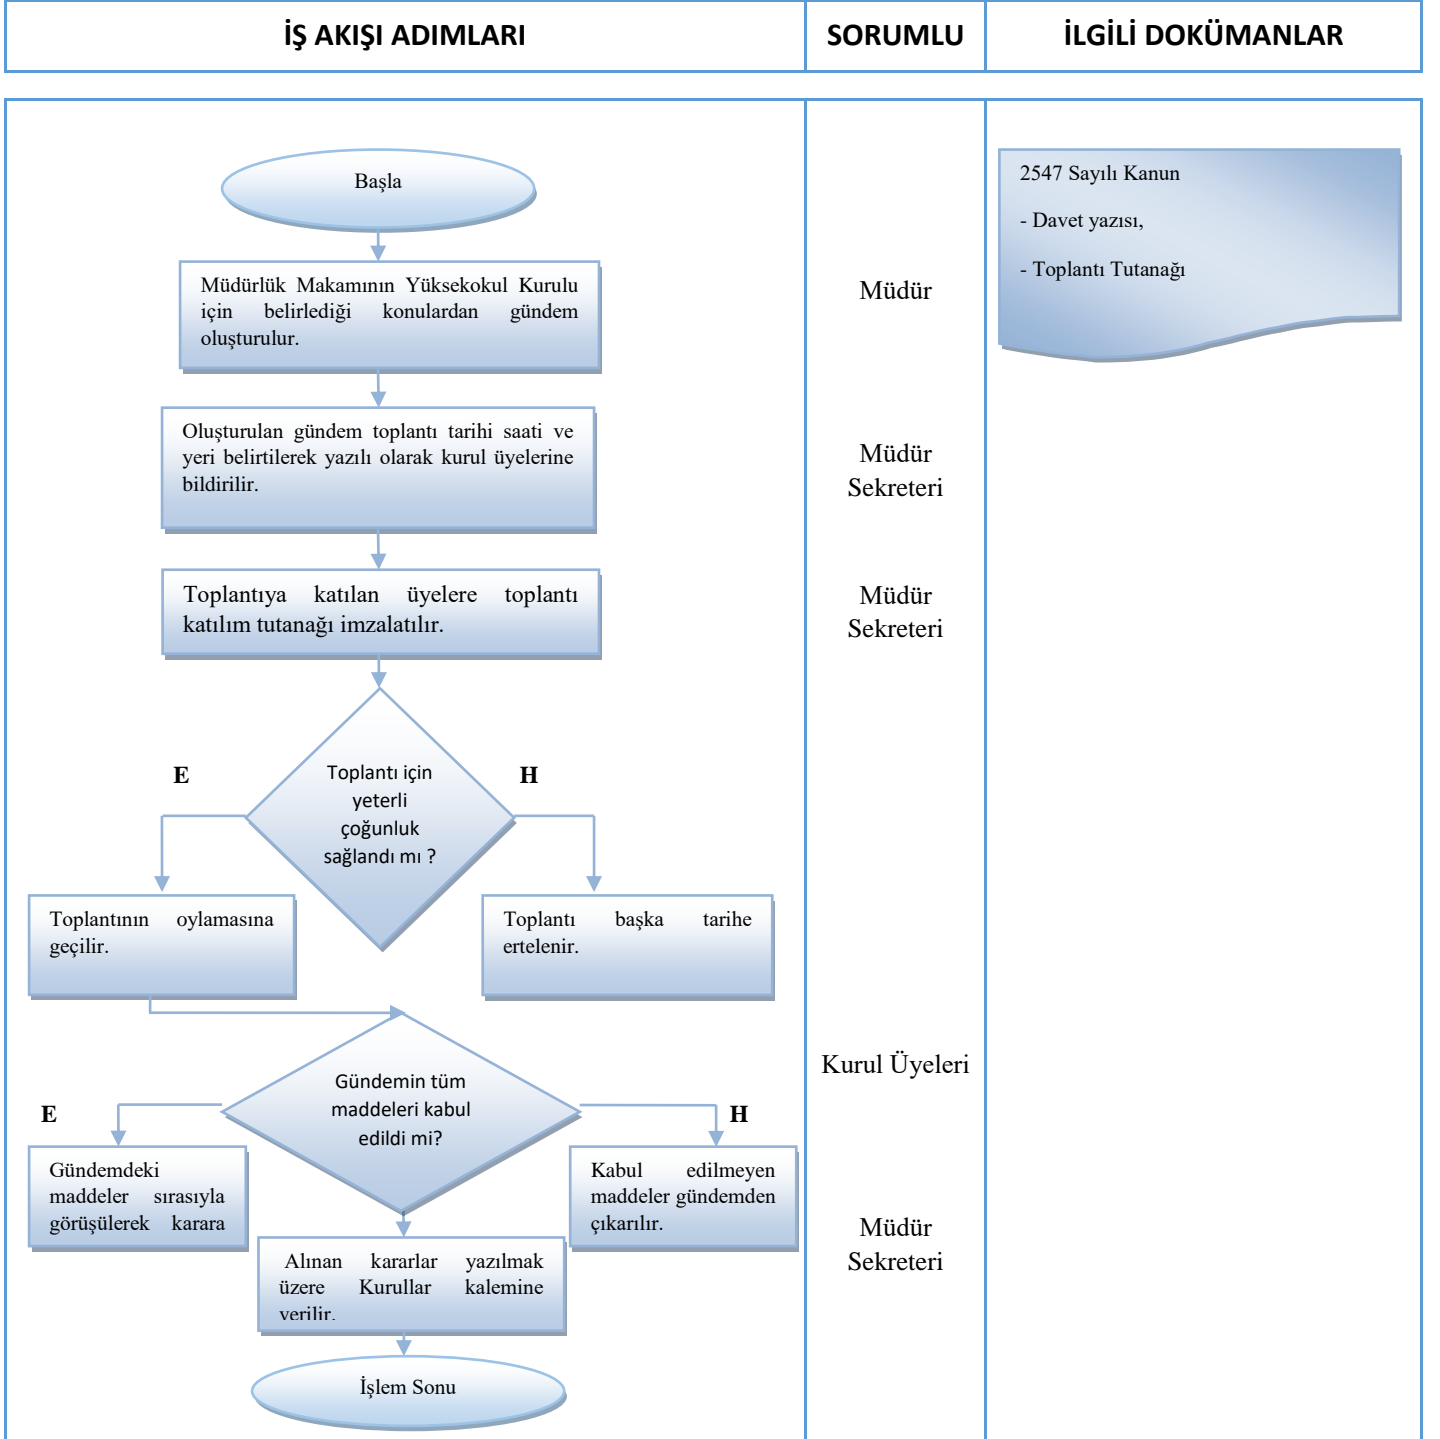 İŞ AKIŞI ADIMLARI
SORUMLU
İLGİLİ DOKÜMANLAR
Başla
2547 Sayılı Kanun
- Davet yazısı,
- Toplantı Tutanağı
Müdürlük Makamının Yüksekokul Kurulu
için belirlediği konulardan gündem
oluşturulur.
Müdür
Oluşturulan gündem toplantı tarihi saati ve
yeri belirtilerek yazılı olarak kurul üyelerine
bildirilir.
Müdür
Sekreteri
Toplantıya katılan üyelere toplantı
katılım tutanağı imzalatılır.
Müdür
Sekreteri
E
H
Toplantı için
yeterli
çoğunluk
sağlandı mı ?
Toplantının oylamasına
geçilir.
Toplantı başka tarihe
ertelenir.
Kurul Üyeleri
Gündemin tüm
maddeleri kabul
edildi mi?
E
H
Gündemdeki
maddeler sırasıyla
görüşülerek karara
Kabul edilmeyen
maddeler gündemden
çıkarılır.
Müdür
Sekreteri
Alınan kararlar yazılmak
üzere Kurullar kalemine
verilir.
İşlem Sonu